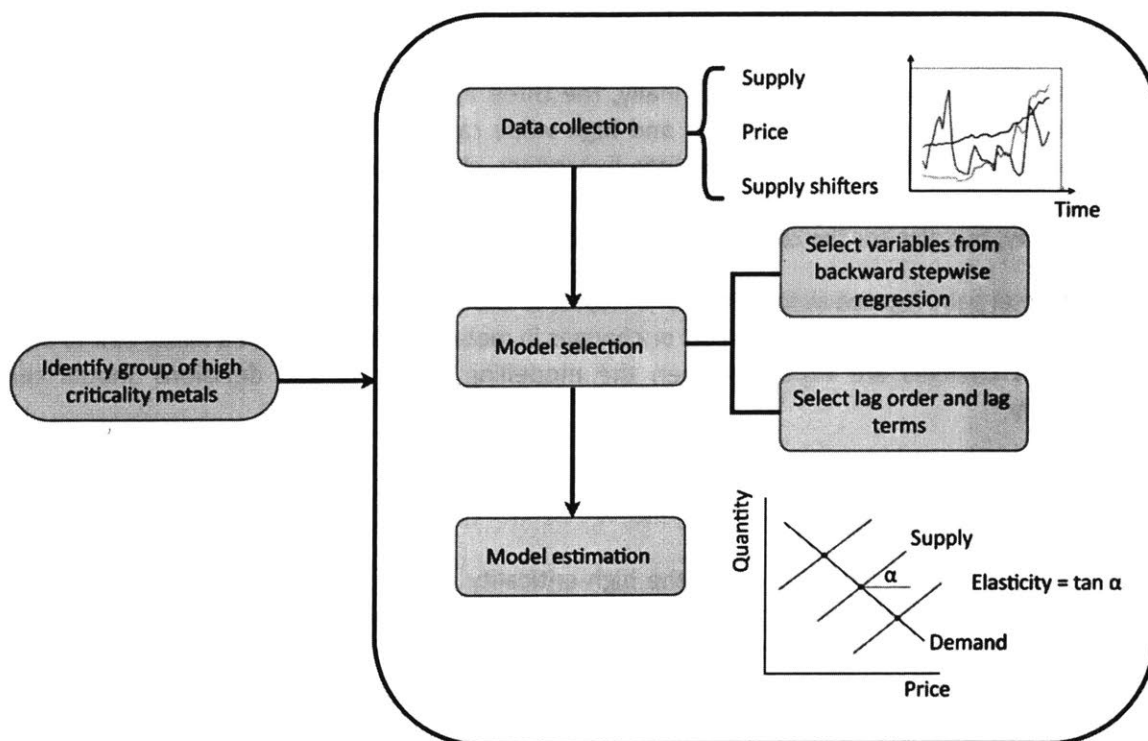 Identify group of high
criticality metals
Data collection
Supply
Price
Supply shifters
Time
Model selection
Select variables from
backward stepwise
regression
Select lag order and lag
terms
Model estimation
Quantity
Supply
α
Elasticity = tan α
Demand
Price